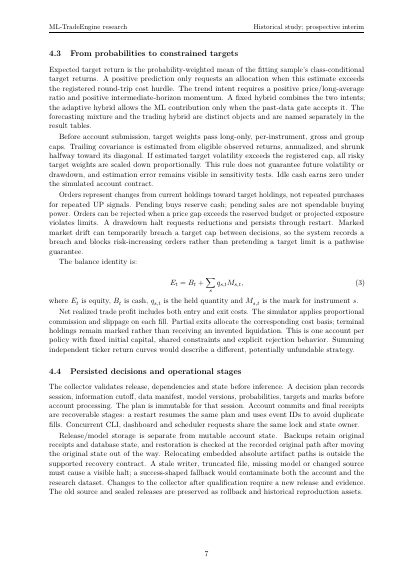 ML-TradeEngine research
Historical study; prospective interim
4.3 From probabilities to constrained targets
Expected target return is the probability-weighted mean of the fitting sample's class-conditional
target returns. A positive prediction only requests an allocation when this estimate exceeds
the registered round-trip cost hurdle. The trend intent requires a positive price/long-average
ratio and positive intermediate-horizon momentum. A fixed hybrid combines the two intents;
the adaptive hybrid allows the ML contribution only when the past-data gate accepts it. The
forecasting mixture and the trading hybrid are distinct objects and are named separately in the
result tables.
Before account submission, target weights pass long-only, per-instrument, gross and group
caps. Trailing covariance is estimated from eligible observed returns, annualized, and shrunk
halfway toward its diagonal. If estimated target volatility exceeds the registered cap, all risky
target weights are scaled down proportionally. This rule does not guarantee future volatility or
drawdown, and estimation error remains visible in sensitivity tests. Idle cash earns zero under
the simulated account contract.
Orders represent changes from current holdings toward target holdings, not repeated purchases
for repeated UP signals. Pending buys reserve cash; pending sales are not spendable buying
power. Orders can be rejected when a price gap exceeds the reserved budget or projected exposure
violates limits. A drawdown halt requests reductions and persists through restart. Marked
market drift can temporarily breach a target cap between decisions, so the system records a
breach and blocks risk-increasing orders rather than pretending a target limit is a pathwise
guarantee.
The balance identity is:
E_t = B_t + ∑_s q_{s,t} M_{s,t}, (3)
where E_t is equity, B_t is cash, q_{s,t} is the held quantity and M_{s,t} is the mark for instrument s.
Net realized trade profit includes both entry and exit costs. The simulator applies proportional
commission and slippage on each fill. Partial exits allocate the corresponding cost basis; terminal
holdings remain marked rather than receiving an invented liquidation. This is one account per
policy with fixed initial capital, shared constraints and explicit rejection behavior. Summing
independent ticker return curves would describe a different, potentially unfundable strategy.
4.4 Persisted decisions and operational stages
The collector validates release, dependencies and state before inference. A decision plan records
session, information cutoff, data manifest, model versions, probabilities, targets and marks before
account processing. The plan is immutable for that session. Account commits and final receipts
are recoverable stages: a restart resumes the same plan and uses event IDs to avoid duplicate
fills. Concurrent CLI, dashboard and scheduler requests share the same lock and state owner.
Release/model storage is separate from mutable account state. Backups retain original
receipts and database state, and restoration is checked at the recorded original path after moving
the original state out of the way. Relocating embedded absolute artifact paths is outside the
supported recovery contract. A stale writer, truncated file, missing model or changed source
must cause a visible halt; a success-shaped fallback would contaminate both the account and the
research dataset. Changes to the collector after qualification require a new release and evidence.
The old source and sealed releases are preserved as rollback and historical reproduction assets.
7